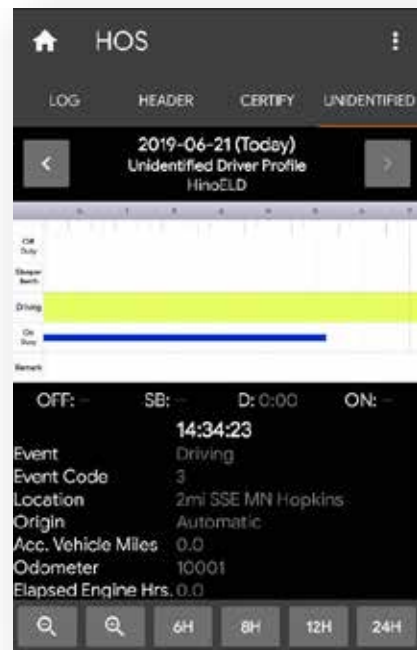 HOS
LOG HEADER CERTIFY UNIDENTIFIED
2019-06-21 (Today)
Unidentified Driver Profile
HinoELD
Off
Duty
Sleeper
Berth
Driving
On
Duty
Remark
OFF: -- SB: -- D: 0:00 ON: --
14:34:23
Event Driving
Event Code 3
Location 2mi SSE MN Hopkins
Origin Automatic
Acc. Vehicle Miles 0.0
Odometer 10001
Elapsed Engine Hrs. 0.0
6H 8H 12H 24H